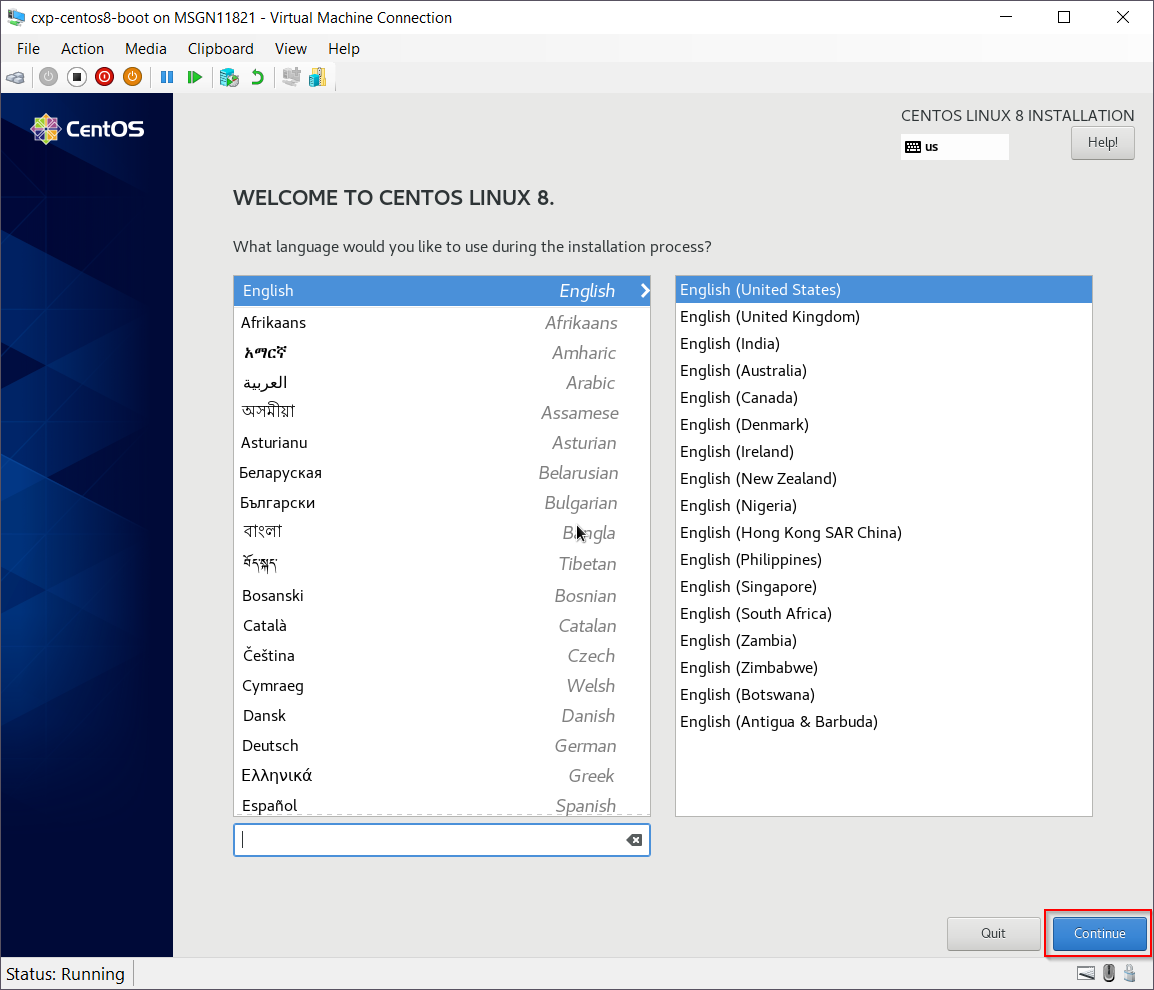 cxp-centos8-boot on MSGN11821 - Virtual Machine Connection
File Action Media Clipboard View Help
CentOS
CENTOS LINUX 8 INSTALLATION
us
Help!
WELCOME TO CENTOS LINUX 8.
What language would you like to use during the installation process?
English English
Afrikaans Afrikaans
አማርኛ Amharic
العربية Arabic
অসমীয়া Assamese
Asturianu Asturian
Беларуская Belarusian
Български Bulgarian
বাংলা Bangla
བོད་སྐད་ Tibetan
Bosanski Bosnian
Català Catalan
Čeština Czech
Cymraeg Welsh
Dansk Danish
Deutsch German
Ελληνικά Greek
Español Spanish
English (United States)
English (United Kingdom)
English (India)
English (Australia)
English (Canada)
English (Denmark)
English (Ireland)
English (New Zealand)
English (Nigeria)
English (Hong Kong SAR China)
English (Philippines)
English (Singapore)
English (South Africa)
English (Zambia)
English (Zimbabwe)
English (Botswana)
English (Antigua & Barbuda)
Quit
Continue
Status: Running